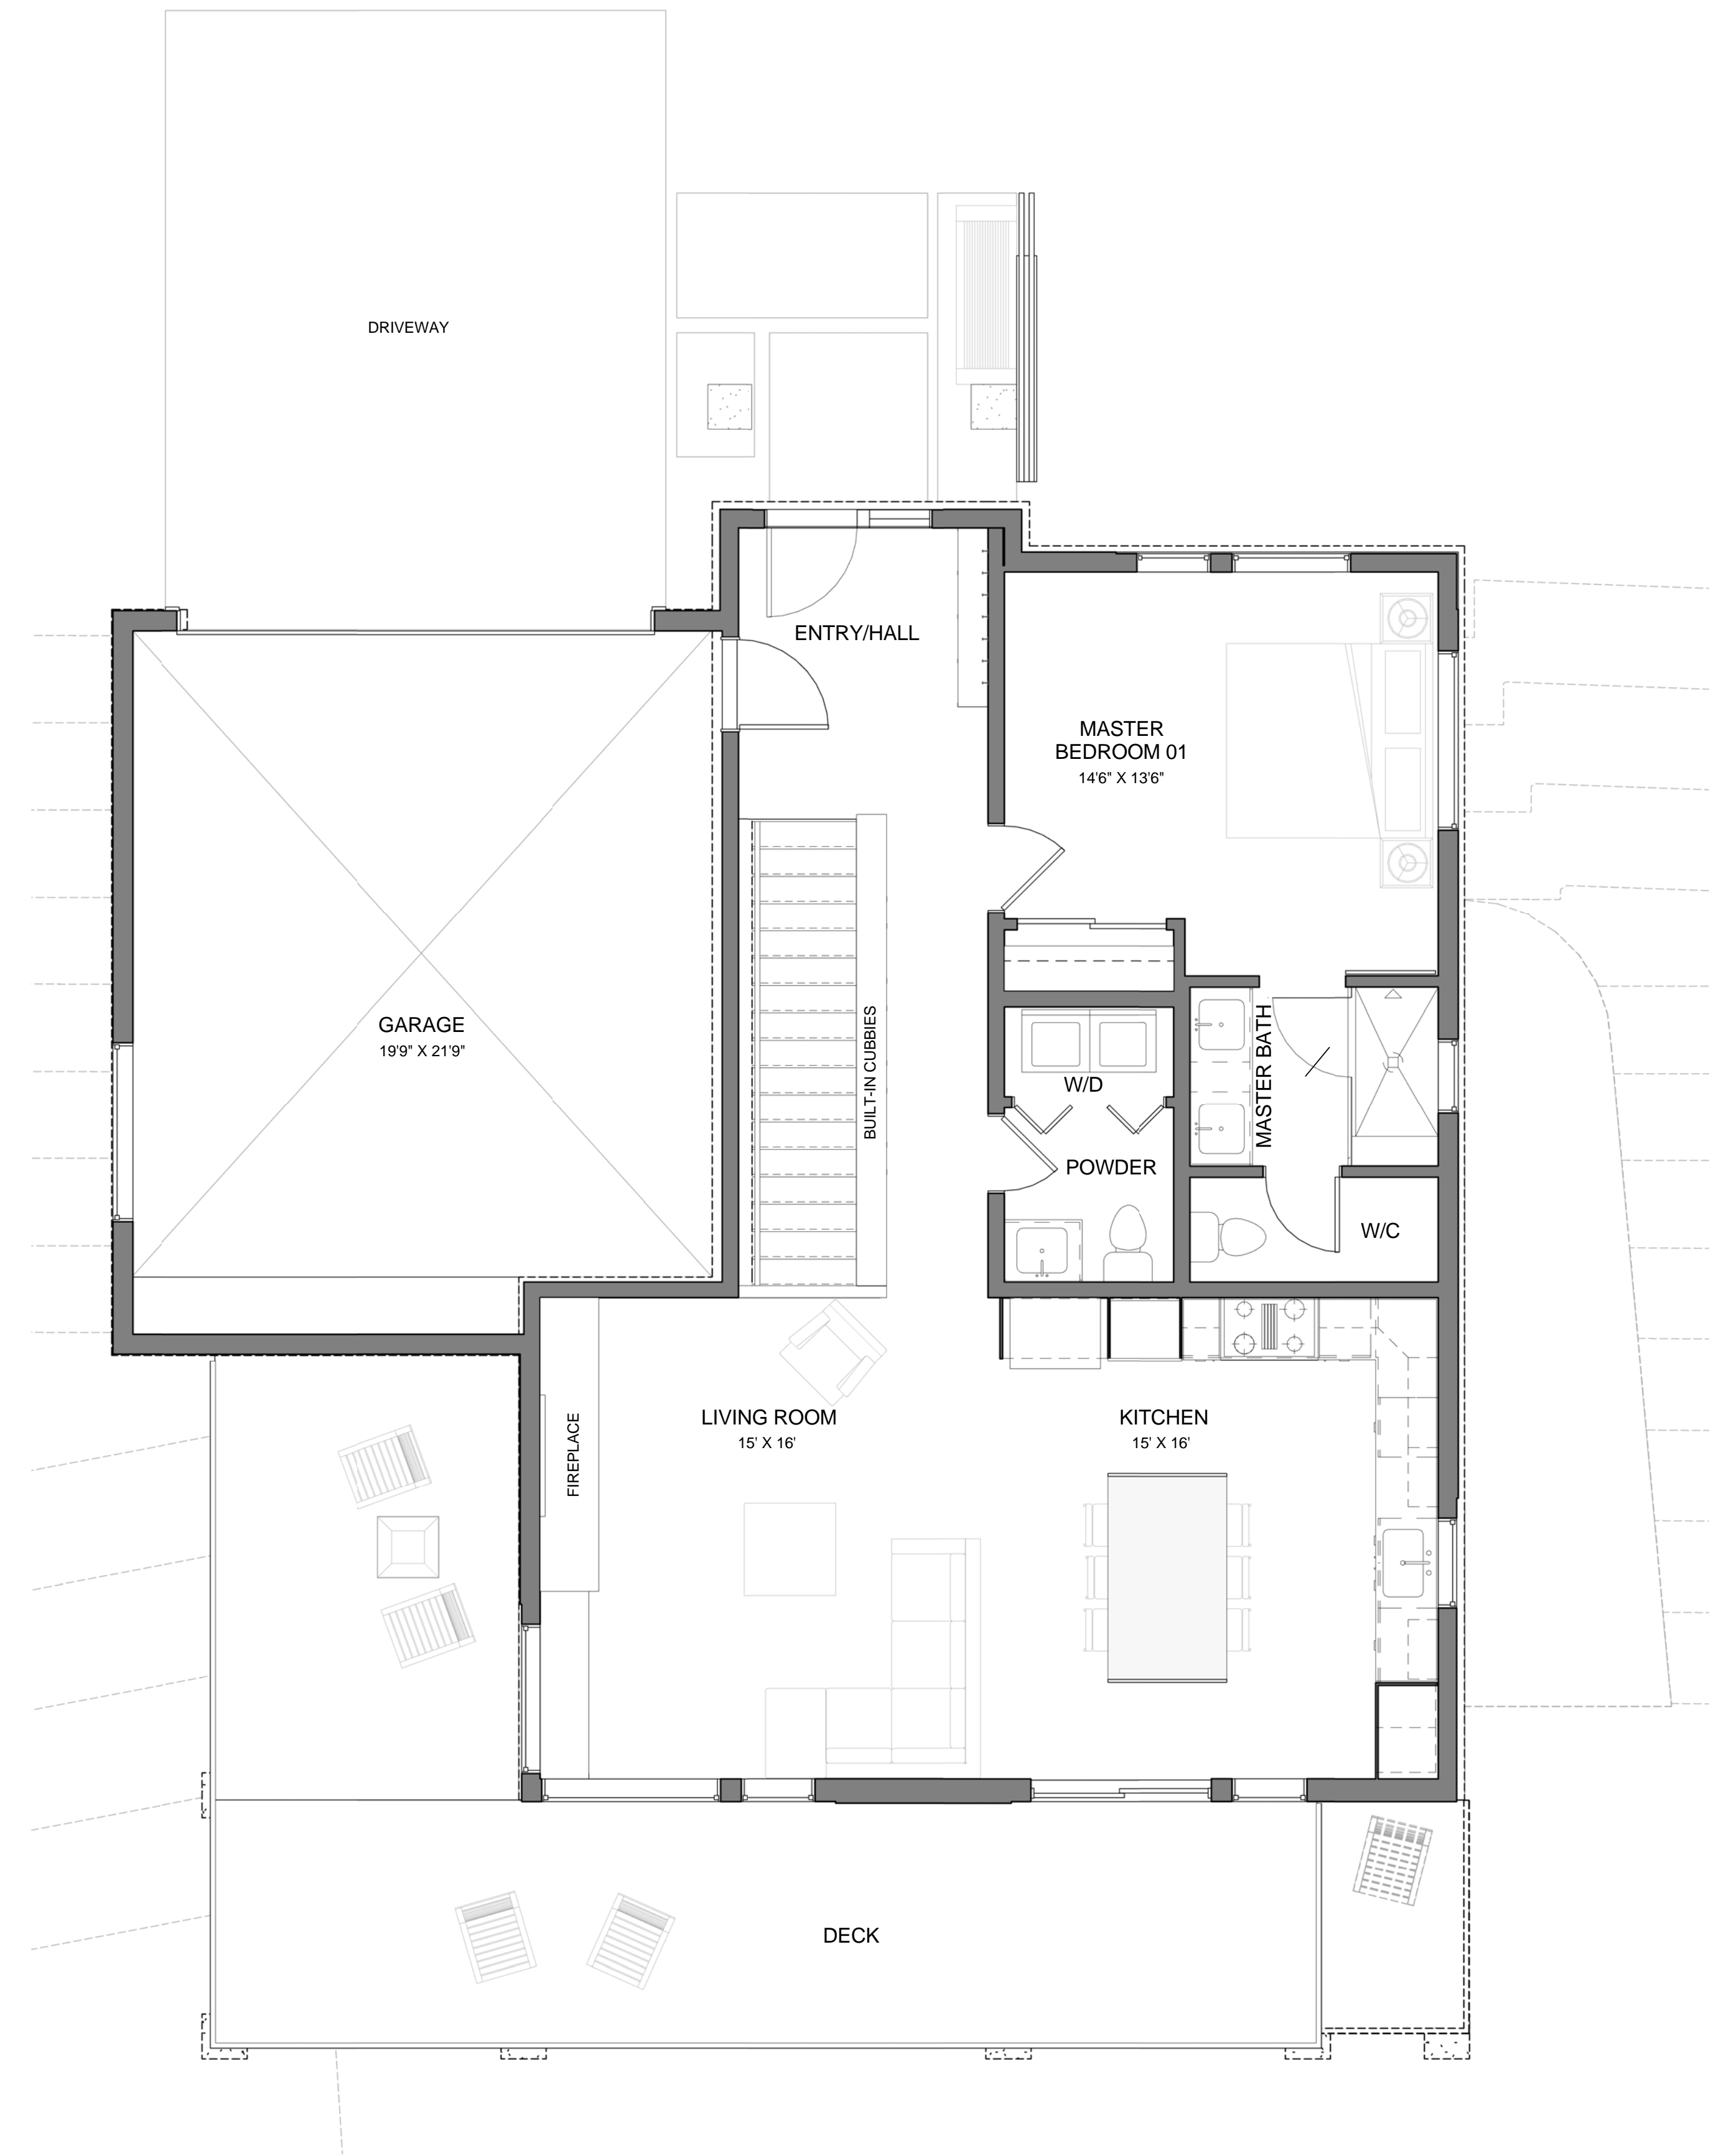 DRIVEWAY
ENTRY/HALL
MASTER
BEDROOM 01
14'6" X 13'6"
GARAGE
19'9" X 21'9"
BUILT-IN CUBBIES
W/D
MASTER BATH
POWDER
W/C
LIVING ROOM
15' X 16'
KITCHEN
15' X 16'
FIREPLACE
DECK